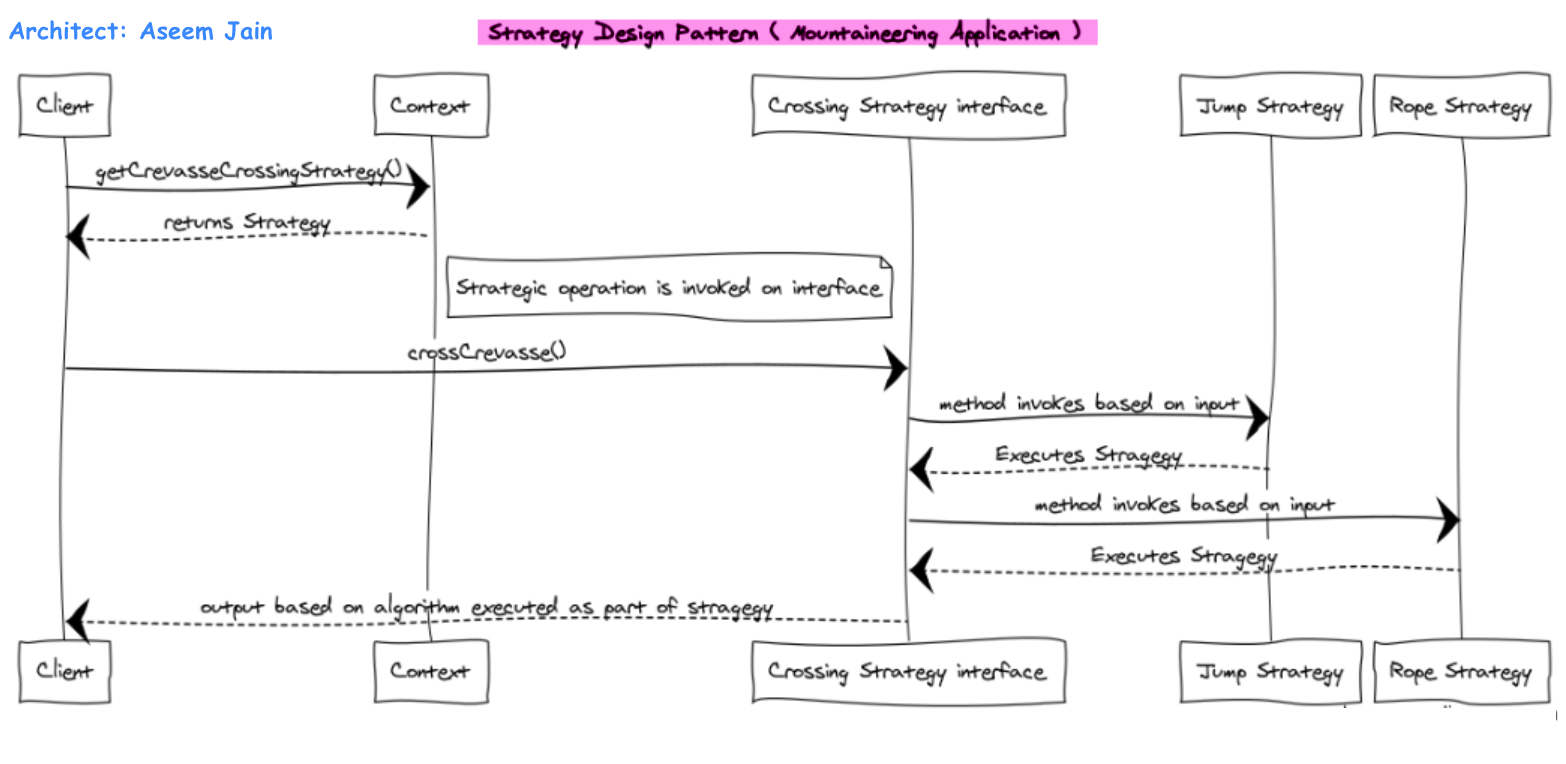 Architect: Aseem Jain
Strategy Design Pattern ( Mountaineering Application )
Client
Context
Crossing Strategy interface
Jump Strategy
Rope Strategy
getCrevasseCrossingStrategy()
returns Strategy
Strategic operation is invoked on interface
crossCrevasse()
method invokes based on input
Executes Stragegy
method invokes based on input
Executes Stragegy
output based on algorithm executed as part of stragegy
Client
Context
Crossing Strategy interface
Jump Strategy
Rope Strategy